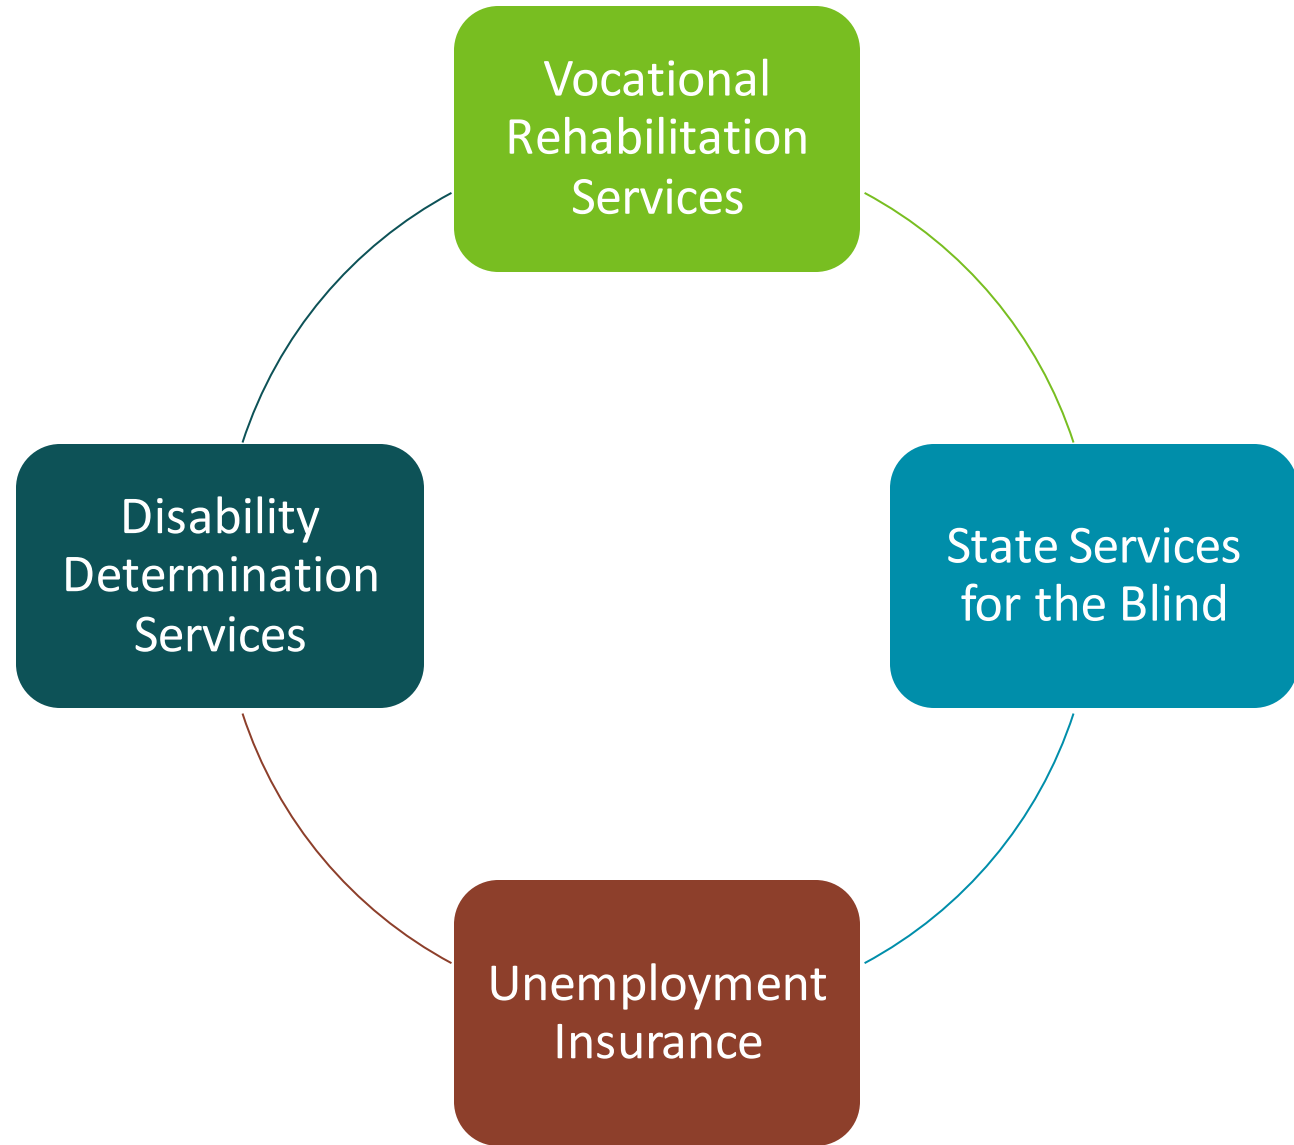 Vocational
Rehabilitation
Services
Disability
Determination
Services
State Services
for the Blind
Unemployment
Insurance